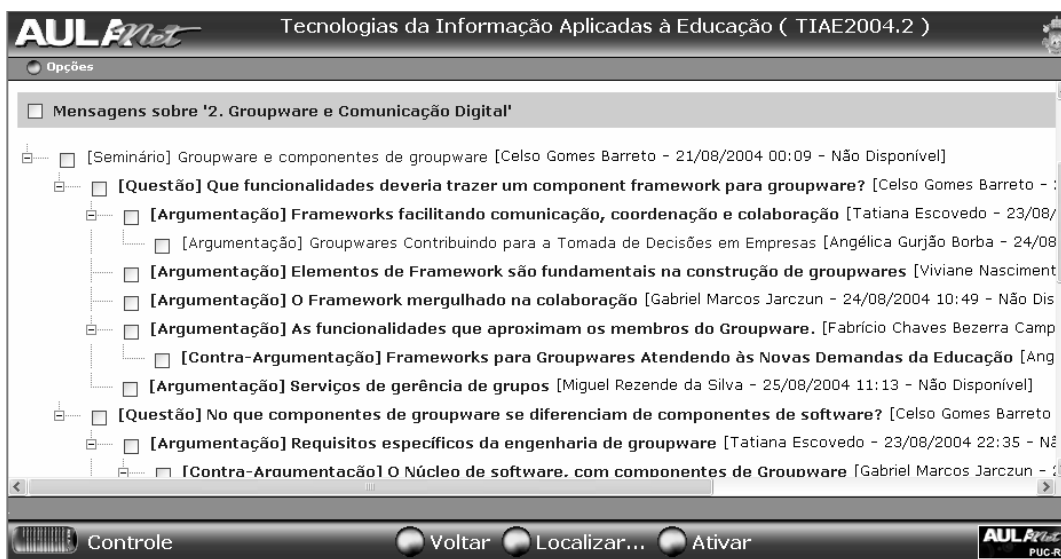 AULANet
Tecnologias da Informação Aplicadas à Educação ( TIAE2004.2 )
Opções
Mensagens sobre '2. Groupware e Comunicação Digital'
[Seminário] Groupware e componentes de groupware [Celso Gomes Barreto - 21/08/2004 00:09 - Não Disponível]
[Questão] Que funcionalidades deveria trazer um component framework para groupware? [Celso Gomes Barreto -
[Argumentação] Frameworks facilitando comunicação, coordenação e colaboração [Tatiana Escovedo - 23/08/
[Argumentação] Groupwares Contribuindo para a Tomada de Decisões em Empresas [Angélica Gurjão Borba - 24/08
[Argumentação] Elementos de Framework são fundamentais na construção de groupwares [Viviane Nasciment
[Argumentação] O Framework mergulhado na colaboração [Gabriel Marcos Jarczun - 24/08/2004 10:49 - Não Dis
[Argumentação] As funcionalidades que aproximam os membros do Groupware. [Fabrício Chaves Bezerra Camp
[Contra-Argumentação] Frameworks para Groupwares Atendendo às Novas Demandas da Educação [Ang
[Argumentação] Serviços de gerência de grupos [Miguel Rezende da Silva - 25/08/2004 11:13 - Não Disponível]
[Questão] No que componentes de groupware se diferenciam de componentes de software? [Celso Gomes Barreto
[Argumentação] Requisitos específicos da engenharia de groupware [Tatiana Escovedo - 23/08/2004 22:35 - Nã
[Contra-Argumentação] O Núcleo de software, com componentes de Groupware [Gabriel Marcos Jarczun -
Controle Voltar Localizar... Ativar AULANet
PUC-R